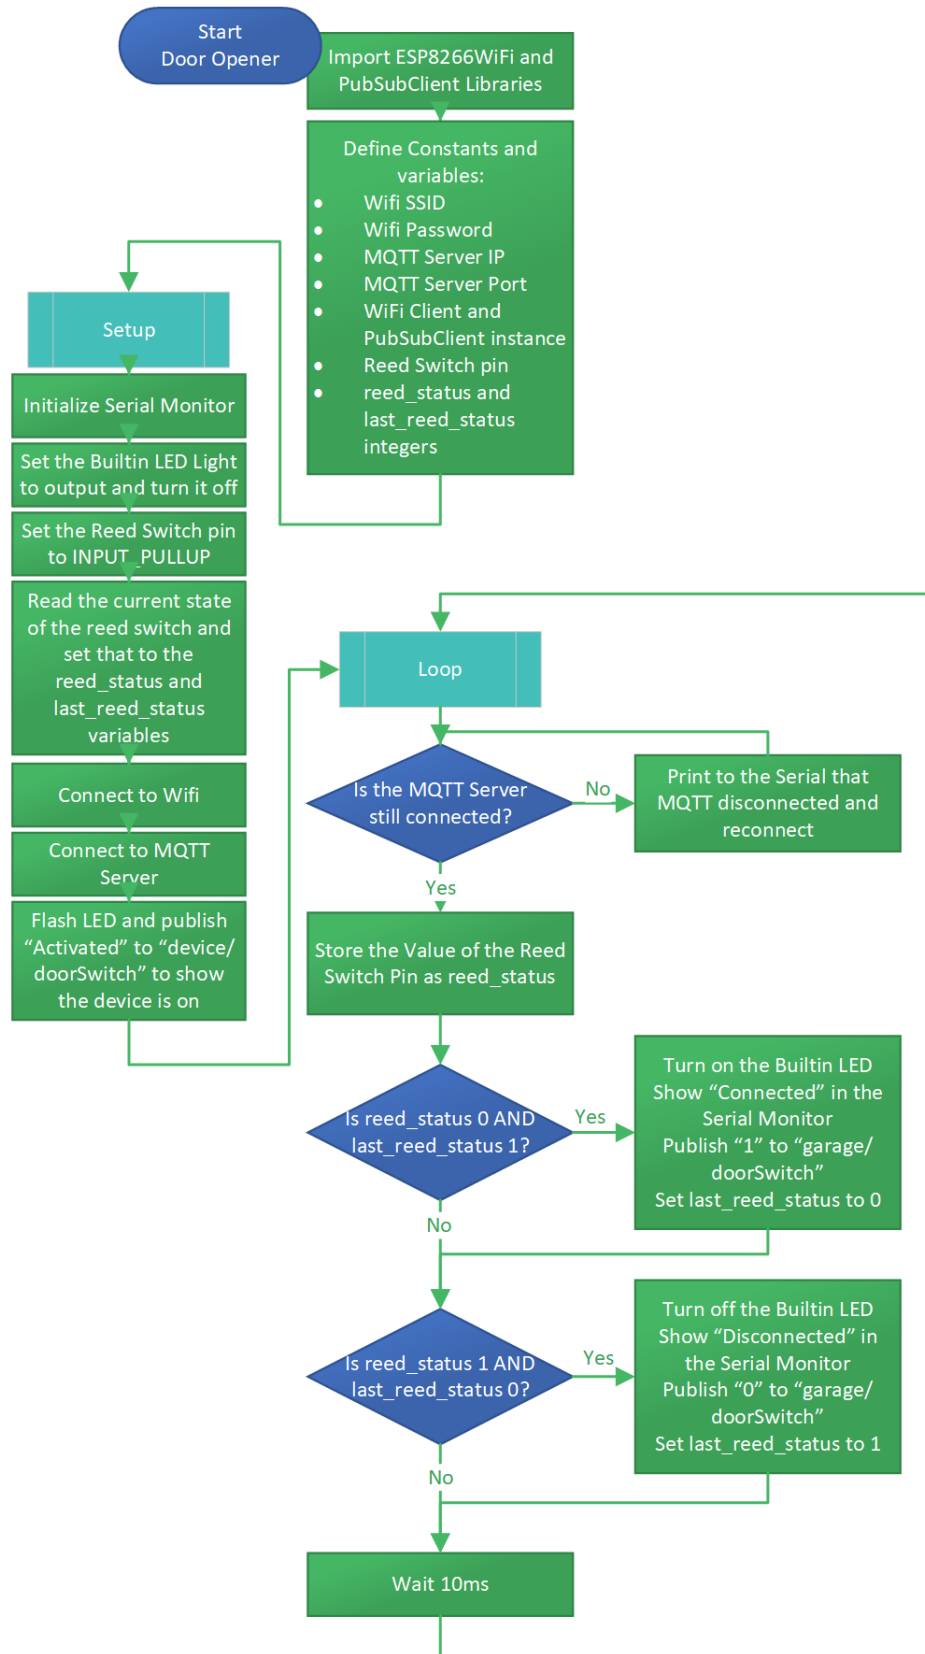 Start
Door Opener
Import ESP8266WiFi and
PubSubClient Libraries
Define Constants and
variables:
• Wifi SSID
• Wifi Password
• MQTT Server IP
• MQTT Server Port
• WiFi Client and
PubSubClient instance
• Reed Switch pin
• reed_status and
last_reed_status
integers
Setup
Initialize Serial Monitor
Set the Builtin LED Light
to output and turn it off
Set the Reed Switch pin
to INPUT_PULLUP
Read the current state
of the reed switch and
set that to the
reed_status and
last_reed_status
variables
Connect to Wifi
Connect to MQTT
Server
Flash LED and publish
“Activated” to “device/
doorSwitch” to show
the device is on
Loop
Is the MQTT Server
still connected?
No
Print to the Serial that
MQTT disconnected and
reconnect
Yes
Store the Value of the Reed
Switch Pin as reed_status
Is reed_status 0 AND
last_reed_status 1?
Yes
Turn on the Builtin LED
Show “Connected” in the
Serial Monitor
Publish “1” to “garage/
doorSwitch”
Set last_reed_status to 0
No
Is reed_status 1 AND
last_reed_status 0?
Yes
Turn off the Builtin LED
Show “Disconnected” in
the Serial Monitor
Publish “0” to “garage/
doorSwitch”
Set last_reed_status to 1
No
Wait 10ms